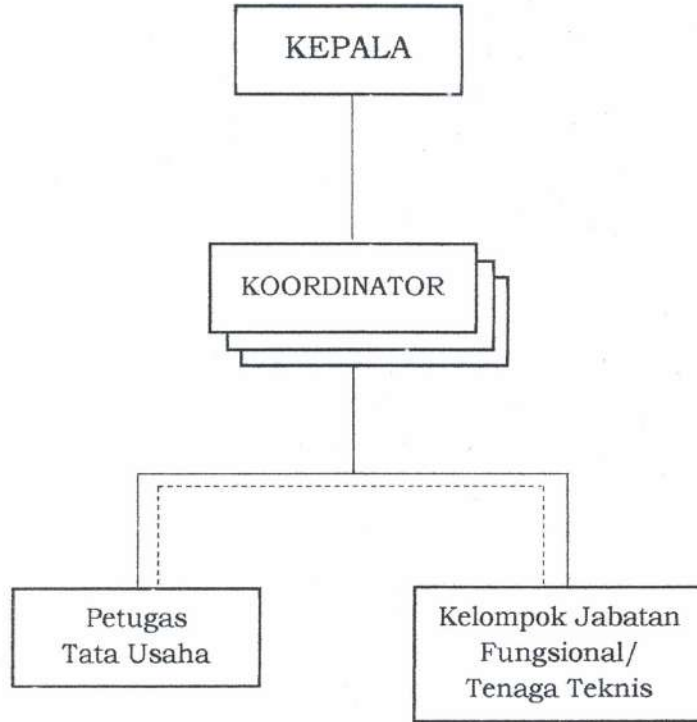 KEPALA
KOORDINATOR
Petugas
Tata Usaha
Kelompok Jabatan
Fungsional/
Tenaga Teknis